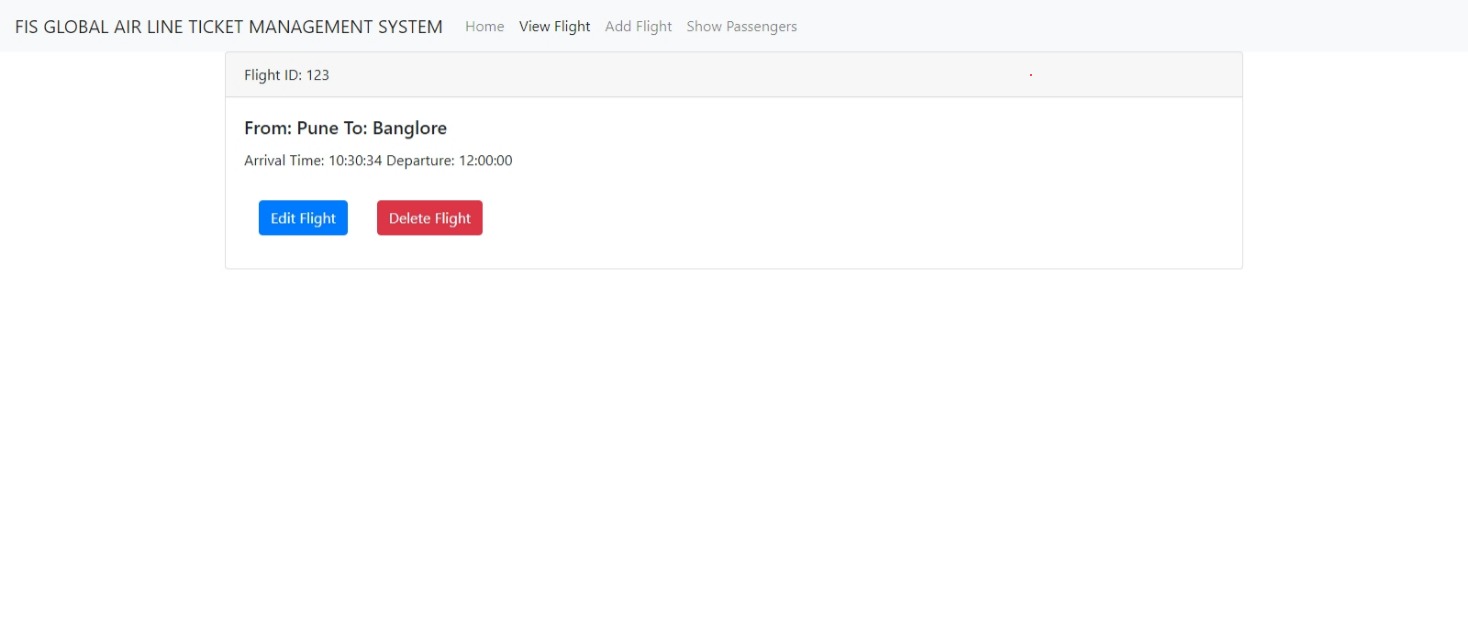 FIS GLOBAL AIR LINE TICKET MANAGEMENT SYSTEM Home View Flight Add Flight Show Passengers
Flight ID: 123
From: Pune To: Banglore
Arrival Time: 10:30:34 Departure: 12:00:00
Edit Flight Delete Flight